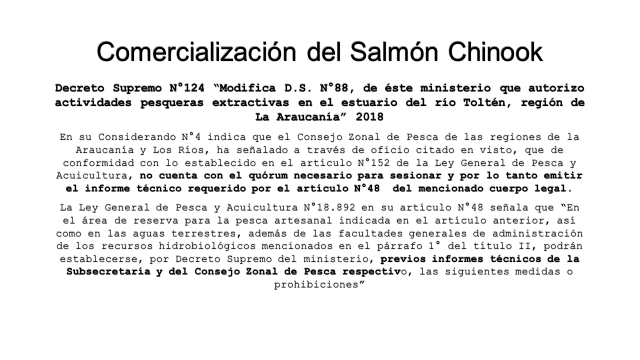 Comercialización del Salmón Chinook
Decreto Supremo N°124 “Modifica D.S. N°88, de éste ministerio que autorizo
actividades pesqueras extractivas en el estuario del río Toltén, región de
La Araucanía” 2018
En su Considerando N°4 indica que el Consejo Zonal de Pesca de las regiones de la
Araucanía y Los Ríos, ha señalado a través de oficio citado en visto, que de
conformidad con lo establecido en el artículo N°152 de la Ley General de Pesca y
Acuicultura, no cuenta con el quórum necesario para sesionar y por lo tanto emitir
el informe técnico requerido por el artículo N°48 del mencionado cuerpo legal.
La Ley General de Pesca y Acuicultura N°18.892 en su artículo N°48 señala que “En
el área de reserva para la pesca artesanal indicada en el artículo anterior, así
como en las aguas terrestres, además de las facultades generales de administración
de los recursos hidrobiológicos mencionados en el párrafo 1° del título II, podrán
establecerse, por Decreto Supremo del ministerio, previos informes técnicos de la
Subsecretaría y del Consejo Zonal de Pesca respectivo, las siguientes medidas o
prohibiciones”